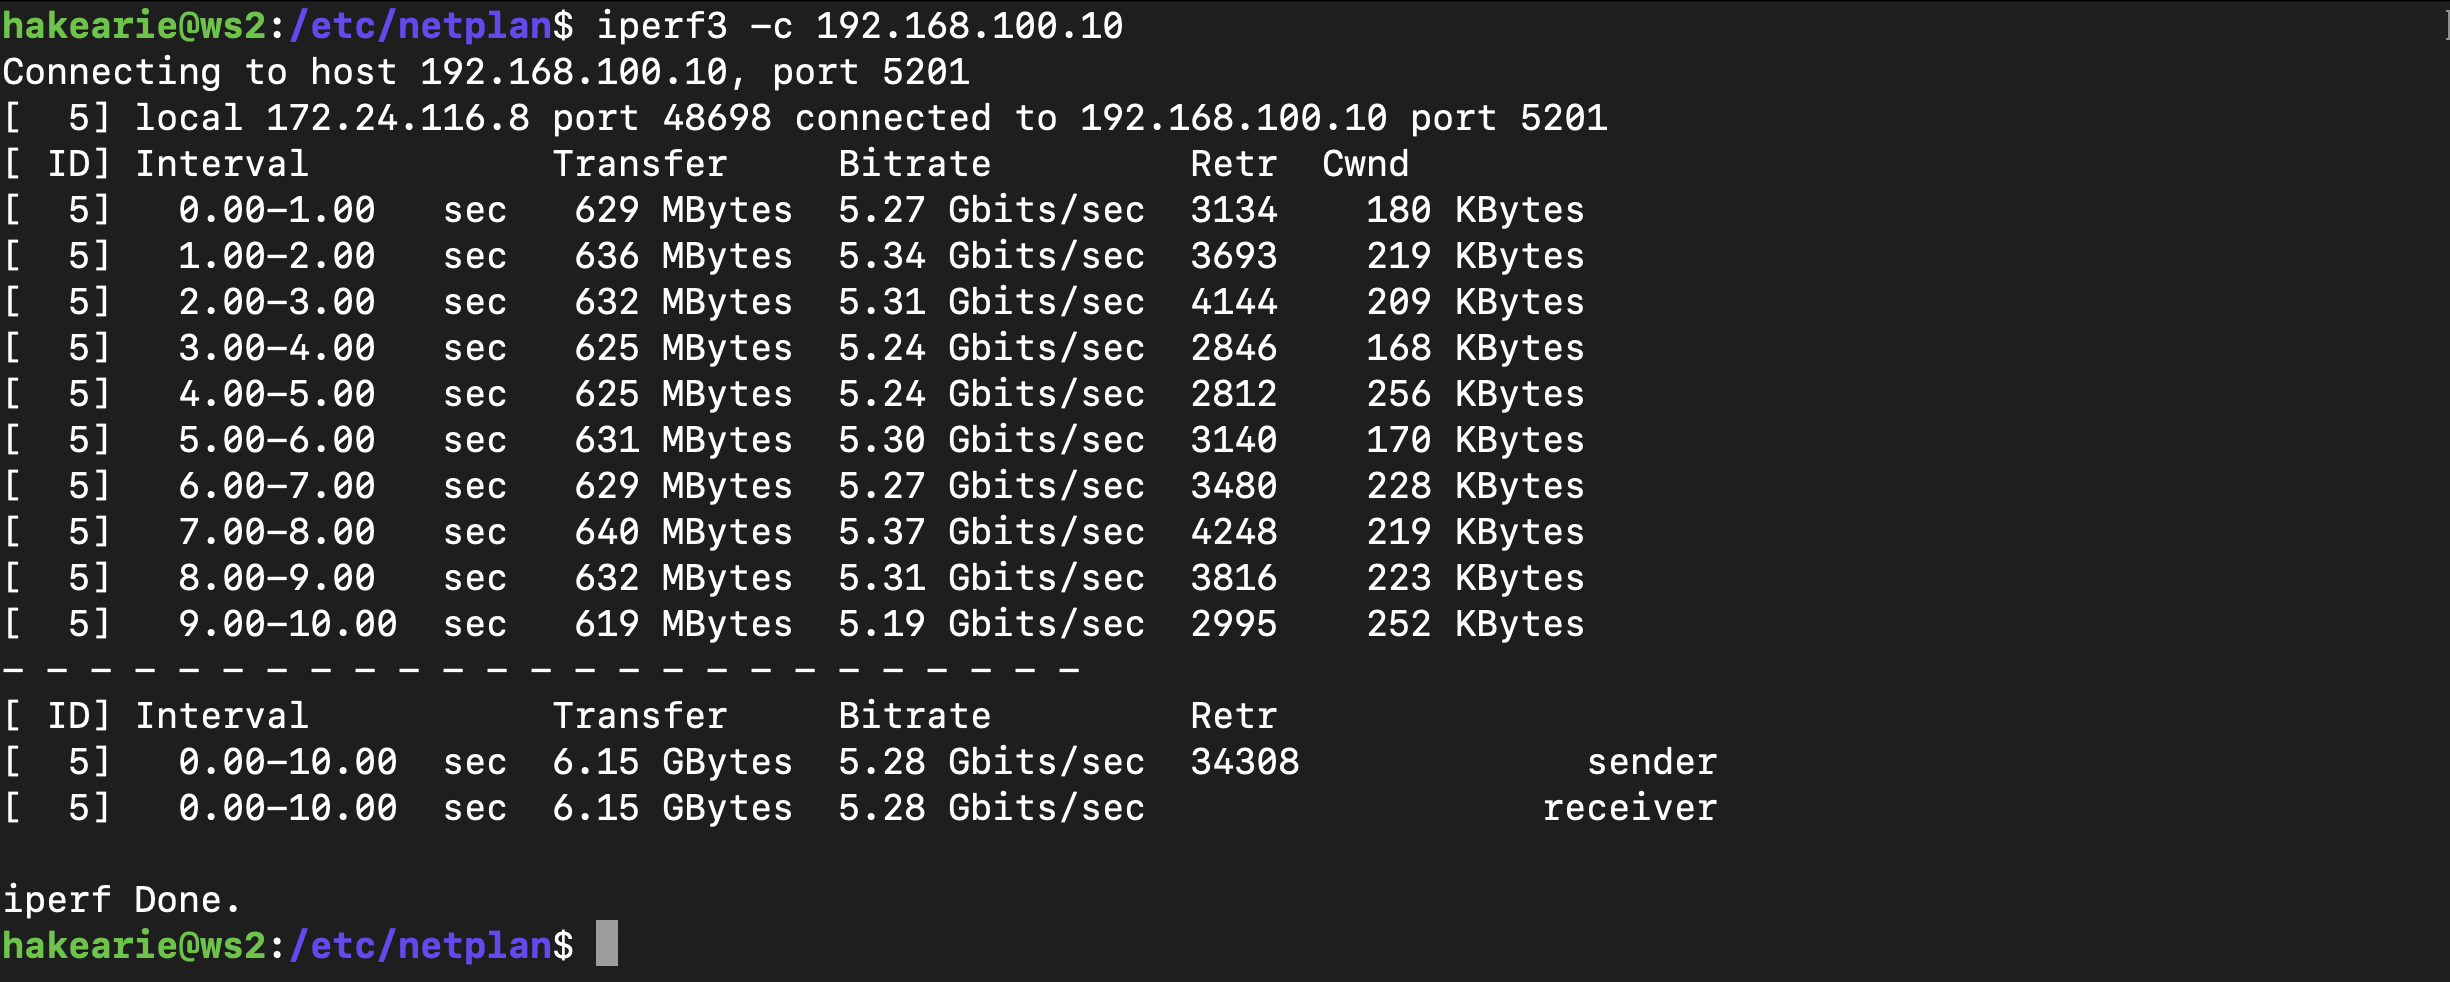 hakearie@ws2:/etc/netplan$ iperf3 -c 192.168.100.10
Connecting to host 192.168.100.10, port 5201
[  5] local 172.24.116.8 port 48698 connected to 192.168.100.10 port 5201
[ ID] Interval           Transfer     Bitrate         Retr  Cwnd
[  5]   0.00-1.00   sec   629 MBytes  5.27 Gbits/sec  3134    180 KBytes
[  5]   1.00-2.00   sec   636 MBytes  5.34 Gbits/sec  3693    219 KBytes
[  5]   2.00-3.00   sec   632 MBytes  5.31 Gbits/sec  4144    209 KBytes
[  5]   3.00-4.00   sec   625 MBytes  5.24 Gbits/sec  2846    168 KBytes
[  5]   4.00-5.00   sec   625 MBytes  5.24 Gbits/sec  2812    256 KBytes
[  5]   5.00-6.00   sec   631 MBytes  5.30 Gbits/sec  3140    170 KBytes
[  5]   6.00-7.00   sec   629 MBytes  5.27 Gbits/sec  3480    228 KBytes
[  5]   7.00-8.00   sec   640 MBytes  5.37 Gbits/sec  4248    219 KBytes
[  5]   8.00-9.00   sec   632 MBytes  5.31 Gbits/sec  3816    223 KBytes
[  5]   9.00-10.00  sec   619 MBytes  5.19 Gbits/sec  2995    252 KBytes
- - - - - - - - - - - - - - - - - - - - - - - - -
[ ID] Interval           Transfer     Bitrate         Retr
[  5]   0.00-10.00  sec  6.15 GBytes  5.28 Gbits/sec  34308             sender
[  5]   0.00-10.00  sec  6.15 GBytes  5.28 Gbits/sec                  receiver
iperf Done.
hakearie@ws2:/etc/netplan$